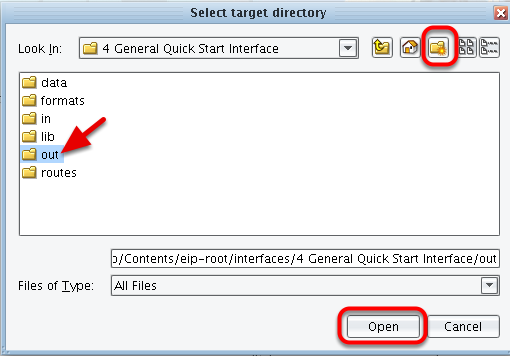 Select target directory
Look In: 4 General Quick Start Interface
data
formats
in
lib
out
routes
o/Contents/eip-root/interfaces/4 General Quick Start Interface/out
Files of Type: All Files
Open Cancel